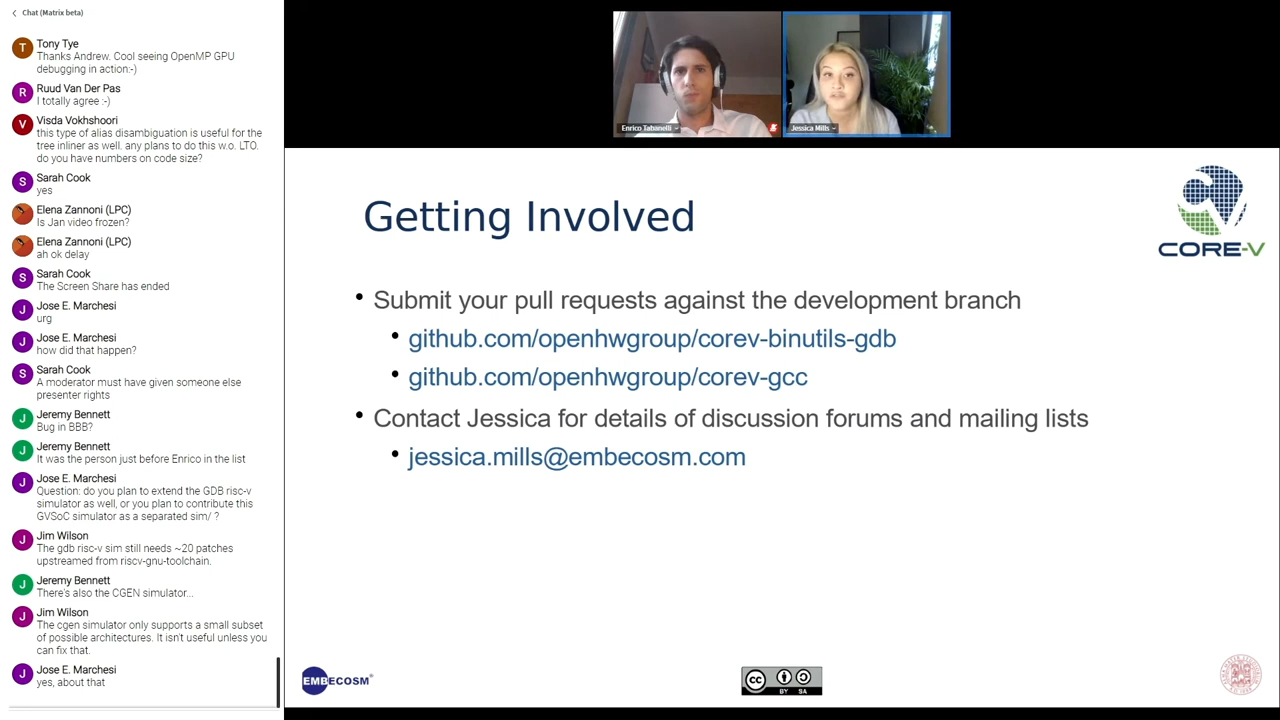 Chat (Matrix beta)
T
Tony Tye
Thanks Andrew. Cool seeing OpenMP GPU
debugging in action:-)
R
Ruud Van Der Pas
I totally agree :-)
V
Visda Vokhshoori
this type of alias disambiguation is useful for the
tree inliner as well. any plans to do this w.o. LTO.
do you have numbers on code size?
S
Sarah Cook
yes
Elena Zannoni (LPC)
Is Jan video frozen?
Elena Zannoni (LPC)
ah ok delay
S
Sarah Cook
The Screen Share has ended
J
Jose E. Marchesi
urg
J
Jose E. Marchesi
how did that happen?
S
Sarah Cook
A moderator must have given someone else
presenter rights
J
Jeremy Bennett
Bug in BBB?
J
Jeremy Bennett
It was the person just before Enrico in the list
J
Jose E. Marchesi
Question: do you plan to extend the GDB risc-v
simulator as well, or you plan to contribute this
GVSoC simulator as a separated sim/ ?
J
Jim Wilson
The gdb risc-v sim still needs ~20 patches
upstreamed from riscv-gnu-toolchain.
J
Jeremy Bennett
There's also the CGEN simulator...
J
Jim Wilson
The cgen simulator only supports a small subset
of possible architectures. It isn't useful unless you
can fix that.
J
Jose E. Marchesi
yes, about that
Enrico Tabanelli
Jessica Mills
Getting Involved
CORE-V
• Submit your pull requests against the development branch
• github.com/openhwgroup/corev-binutils-gdb
• github.com/openhwgroup/corev-gcc
• Contact Jessica for details of discussion forums and mailing lists
• jessica.mills@embecosm.com
EMBECOSM®
cc BY SA